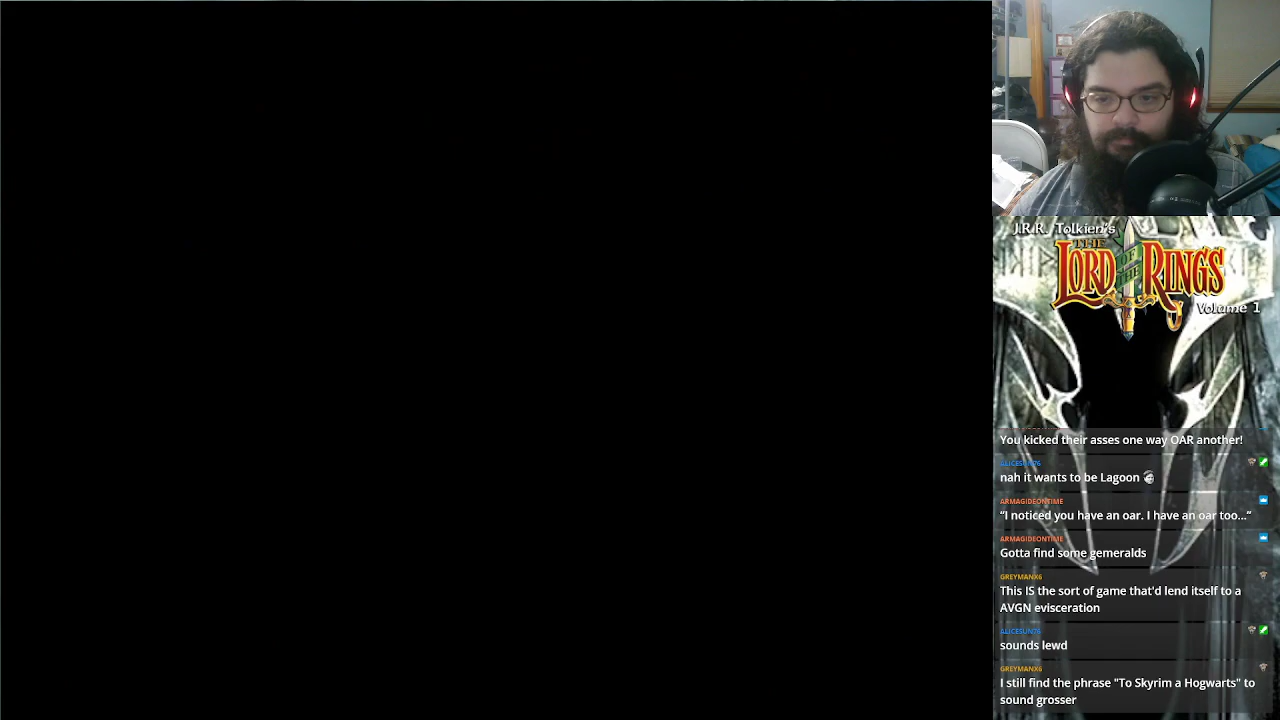 J.R.R. Tolkien's
THE
LORD OF THE RINGS
Volume 1
You kicked their asses one way OAR another!
ALICESUN76
nah it wants to be Lagoon
ARMAGIDEONTIME
“I noticed you have an oar. I have an oar too...”
ARMAGIDEONTIME
Gotta find some gemeralds
GREYMANX6
This IS the sort of game that'd lend itself to a
AVGN evisceration
ALICESUN76
sounds lewd
GREYMANX6
I still find the phrase "To Skyrim a Hogwarts" to
sound grosser